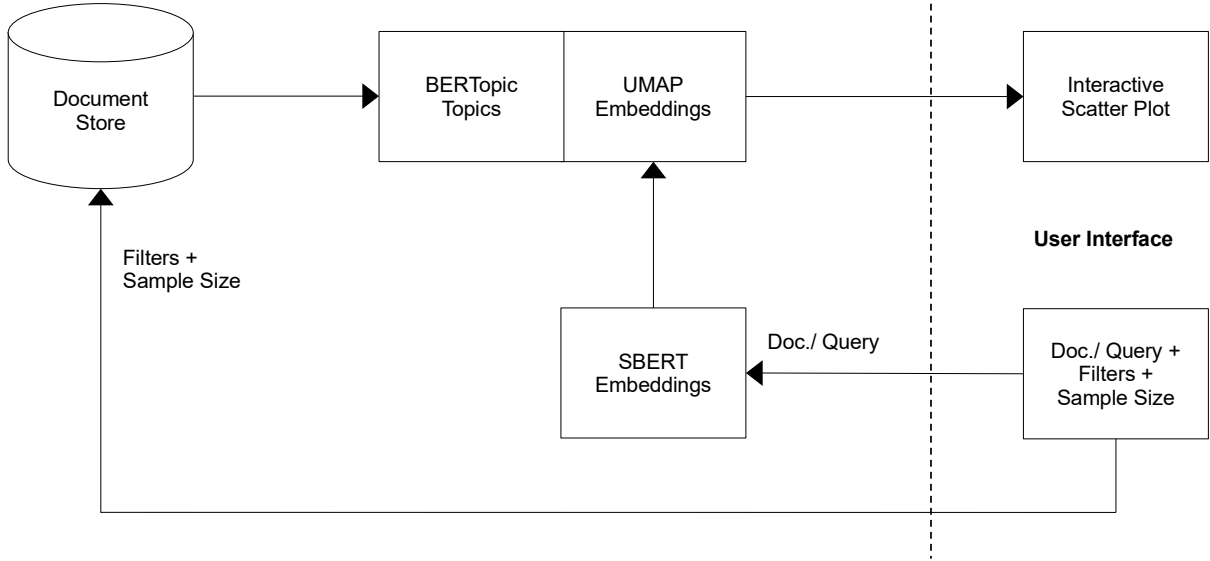 Document
Store
BERTopic
Topics
UMAP
Embeddings
Interactive
Scatter Plot
User Interface
Filters +
Sample Size
SBERT
Embeddings
Doc./ Query
Doc./ Query +
Filters +
Sample Size